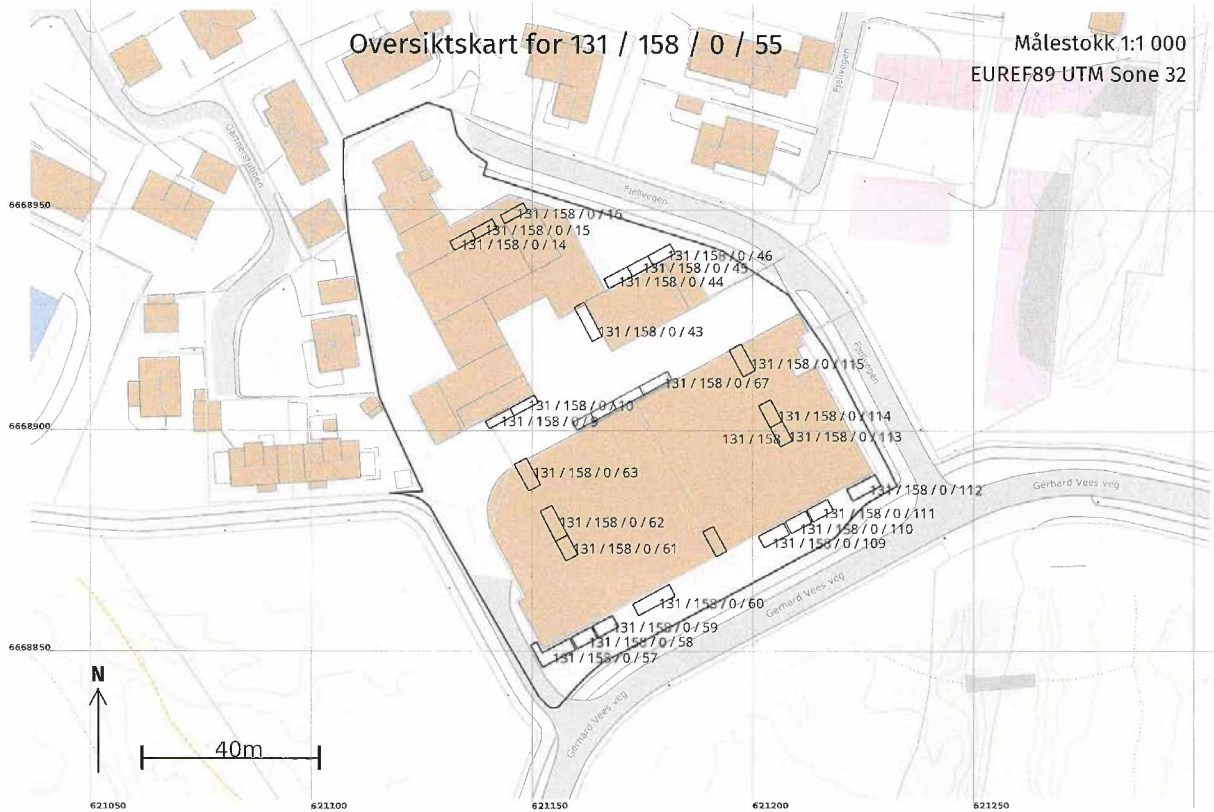 Oversiktskart for 131 / 158 / 0 / 55
Målestokk 1:1 000
EUREF89 UTM Sone 32
Fjellvegen
Gartnerstubben
Fjellvegen
6668950
131 / 158 / 0 / 16
131 / 158 / 0 / 15
131 / 158 / 0 / 14
131 / 158 / 0 / 46
131 / 158 / 0 / 45
131 / 158 / 0 / 44
131 / 158 / 0 / 43
Fjellvegen
131 / 158 / 0 / 115
131 / 158 / 0 / 67
131 / 158 / 0 / 10
131 / 158 / 0 / 9
131 / 158 / 0 / 114
6668900
131 / 158
131 / 158 / 0 / 113
131 / 158 / 0 / 63
Gerhard Vees veg
131 / 158 / 0 / 112
131 / 158 / 0 / 62
131 / 158 / 0 / 111
131 / 158 / 0 / 110
131 / 158 / 0 / 61
131 / 158 / 0 / 109
Gerhard Vees veg
131 / 158 / 0 / 60
131 / 158 / 0 / 59
131 / 158 / 0 / 58
6668850
131 / 158 / 0 / 57
N
Gerhard Vees veg
40m
621050
621100
621150
621200
621250